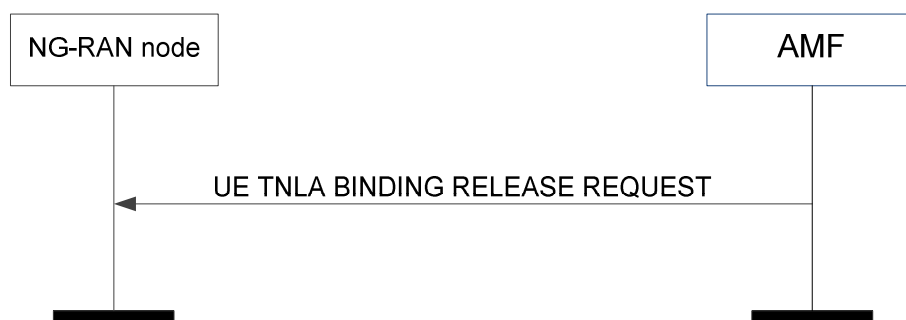 NG-RAN node
AMF
UE TNLA BINDING RELEASE REQUEST